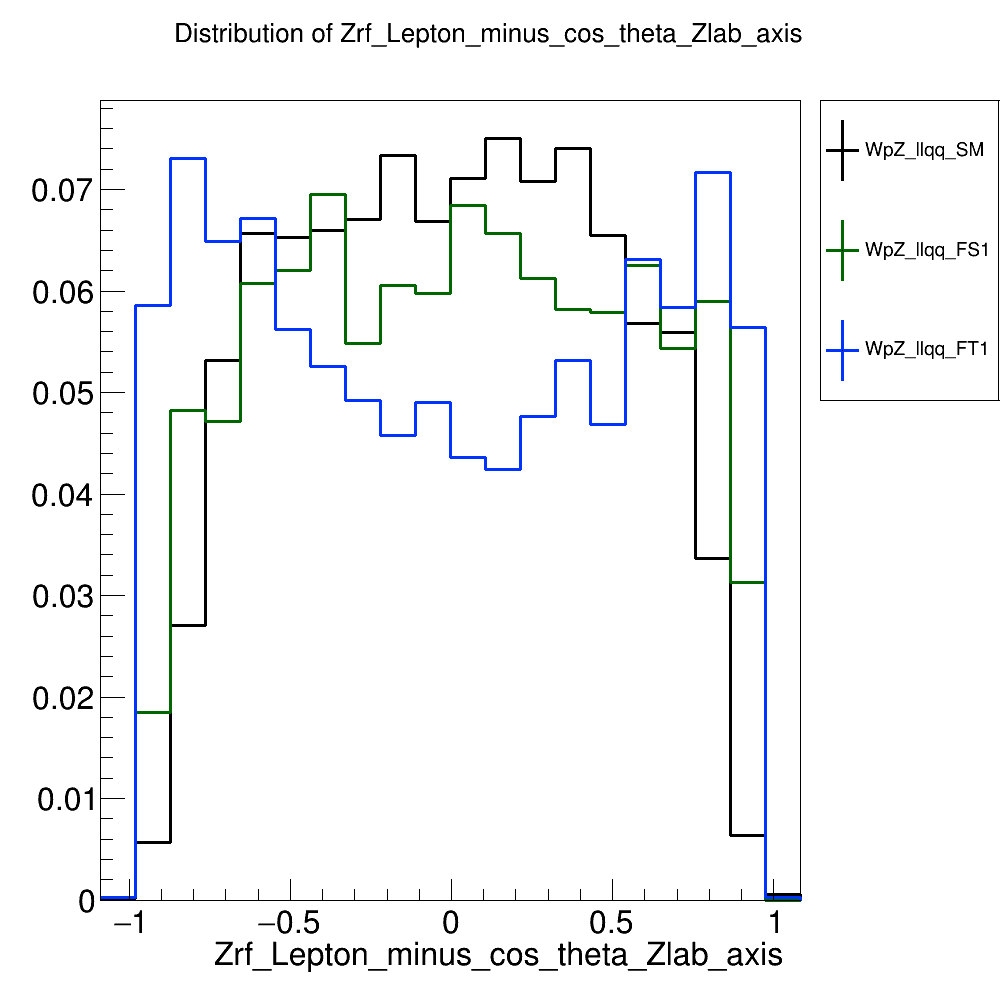 Distribution of Zrf_Lepton_minus_cos_theta_Zlab_axis
WpZ_llqq_SM
WpZ_llqq_FS1
WpZ_llqq_FT1
0.07
0.06
0.05
0.04
0.03
0.02
0.01
0
−1
−0.5
0
0.5
1
Zrf_Lepton_minus_cos_theta_Zlab_axis